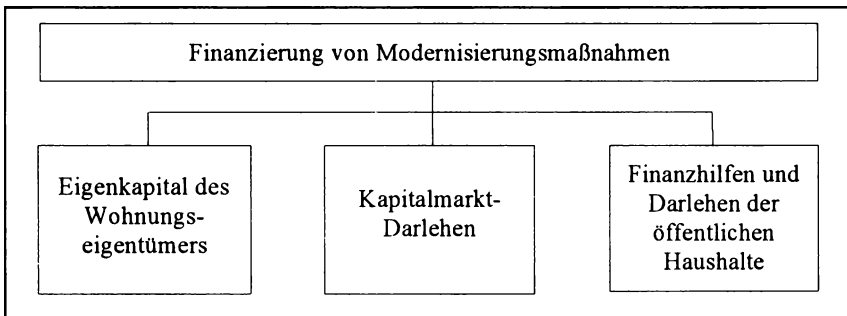 Finanzierung von Modernisierungsmaßnahmen
Eigenkapital des
Wohnungs-
eigentümers
Kapitalmarkt-
Darlehen
Finanzhilfen und
Darlehen der
öffentlichen
Haushalte